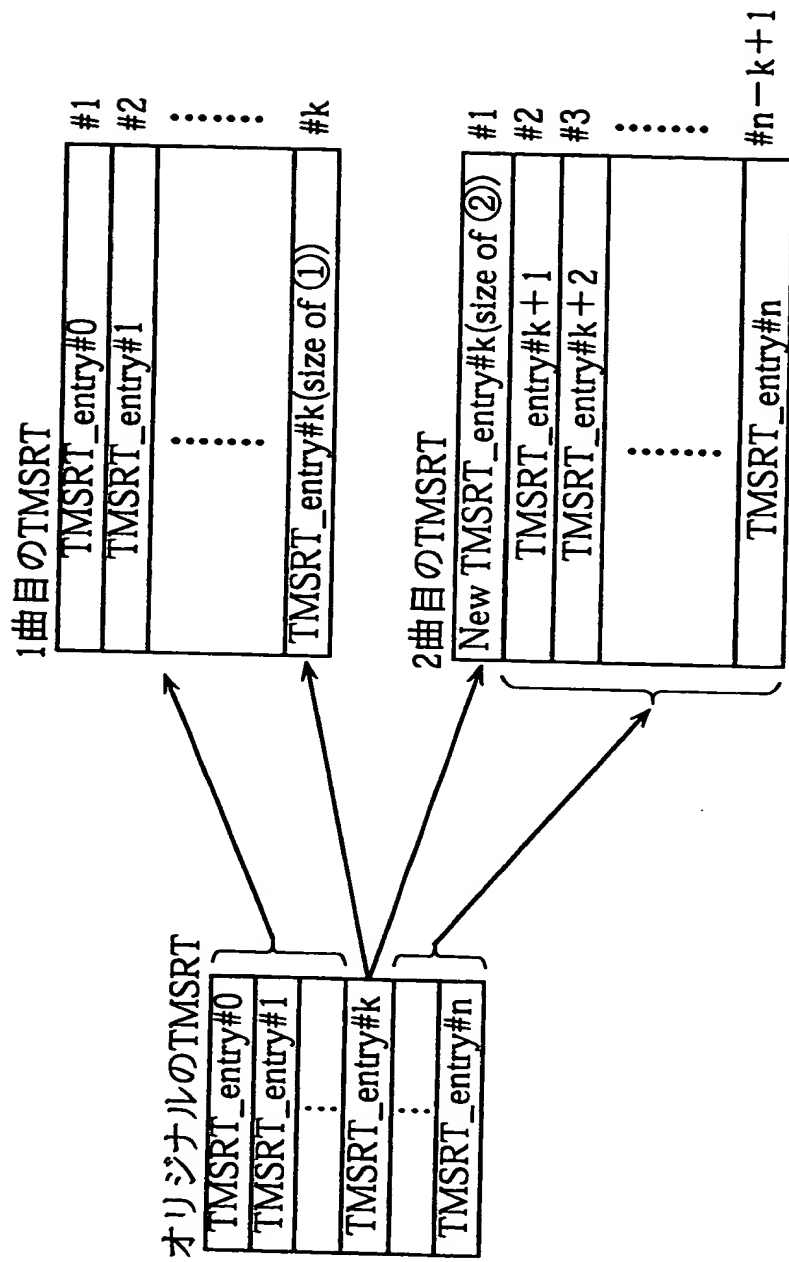 オリジナルのTMSRT
TMSRT_entry#0
TMSRT_entry#1
⋯
TMSRT_entry#k
⋯
TMSRT_entry#n
1曲目のTMSRT
TMSRT_entry#0 #1
TMSRT_entry#1 #2
⋯⋯ ⋯⋯
TMSRT_entry#k(size of ①) #k
2曲目のTMSRT
New TMSRT_entry#k(size of ②) #1
TMSRT_entry#k+1 #2
TMSRT_entry#k+2 #3
⋯⋯ ⋯⋯
TMSRT_entry#n #n−k+1